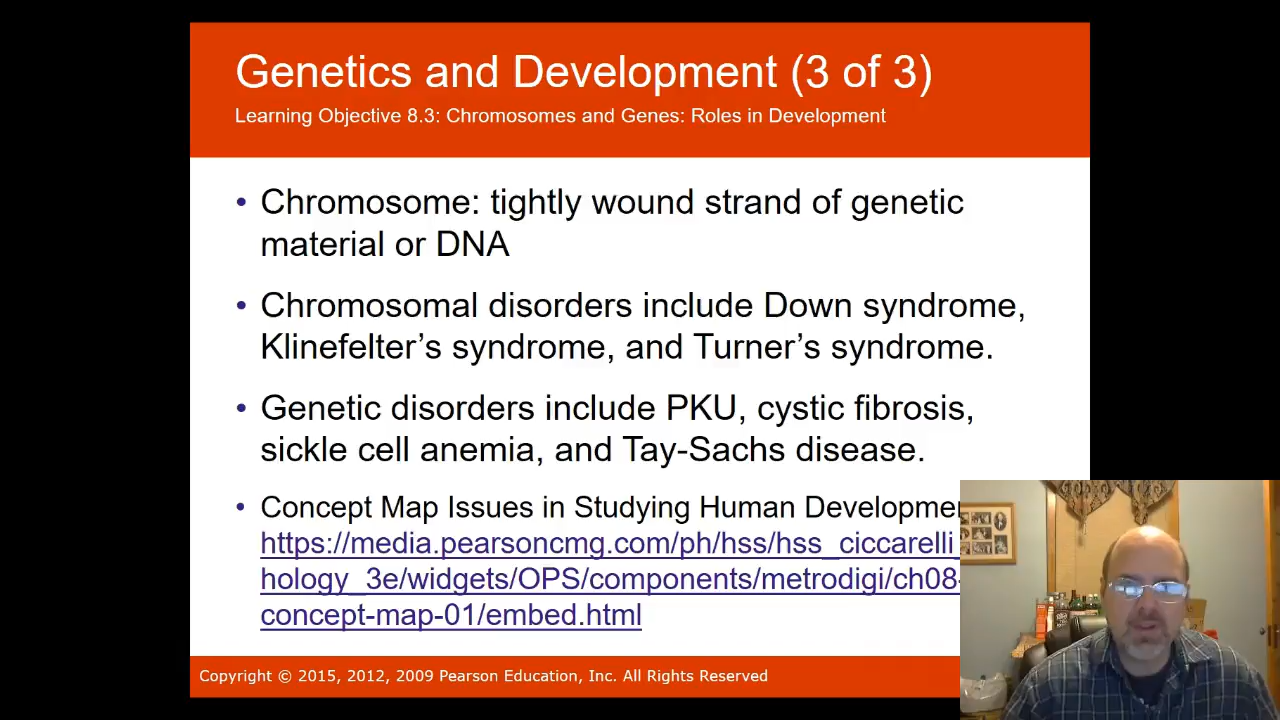 Genetics and Development (3 of 3)
Learning Objective 8.3: Chromosomes and Genes: Roles in Development
• Chromosome: tightly wound strand of genetic
material or DNA
• Chromosomal disorders include Down syndrome,
Klinefelter’s syndrome, and Turner’s syndrome.
• Genetic disorders include PKU, cystic fibrosis,
sickle cell anemia, and Tay-Sachs disease.
• Concept Map Issues in Studying Human
https://media.pearsoncmg.com/ph/hss/hss_ciccarelli
hology_3e/widgets/OPS/components/metrodigi/ch08-
concept-map-01/embed.html
Copyright © 2015, 2012, 2009 Pearson Education, Inc. All Rights Reserved